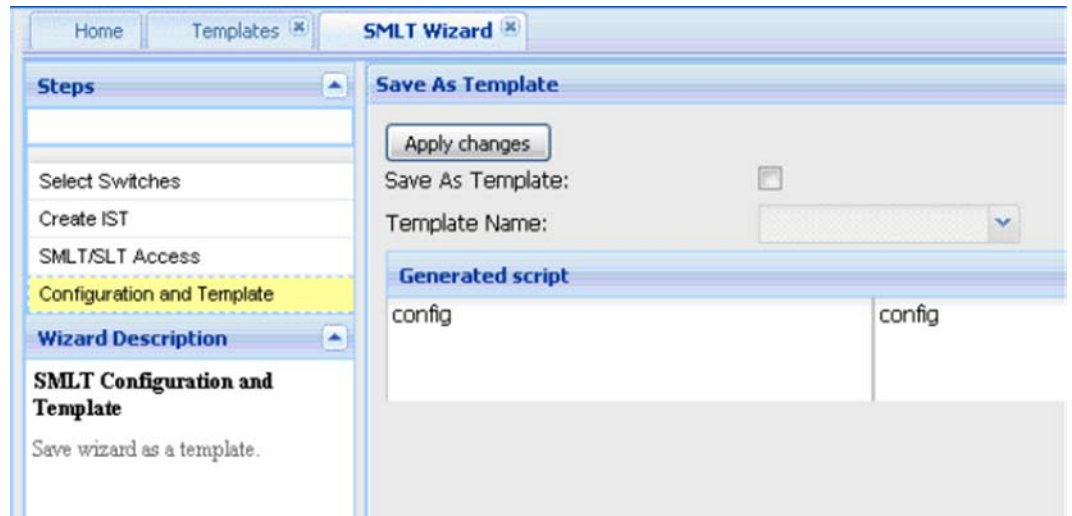 Home
Templates
SMLT Wizard
Steps
Select Switches
Create IST
SMLT/SLT Access
Configuration and Template
Wizard Description
SMLT Configuration and
Template
Save wizard as a template.
Save As Template
Apply changes
Save As Template:
Template Name:
Generated script
config
config